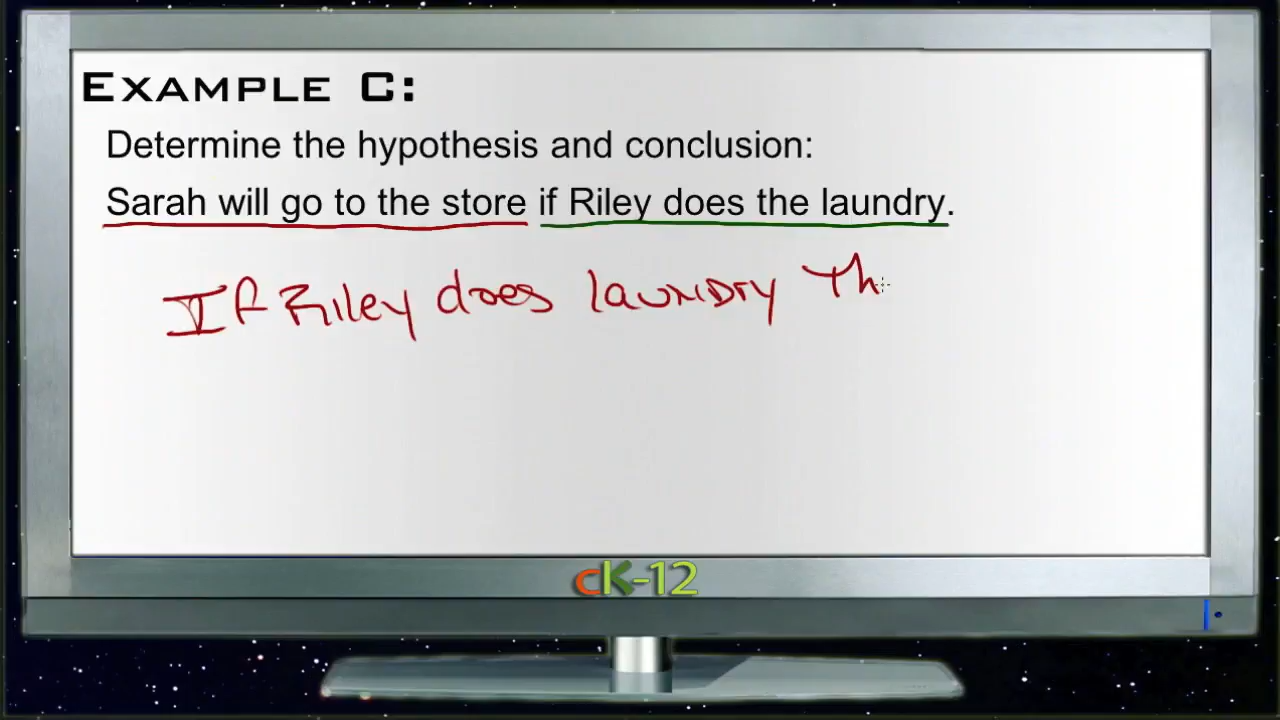 EXAMPLE C:
Determine the hypothesis and conclusion:
Sarah will go to the store if Riley does the laundry.
If Riley does laundry Th
cK-12